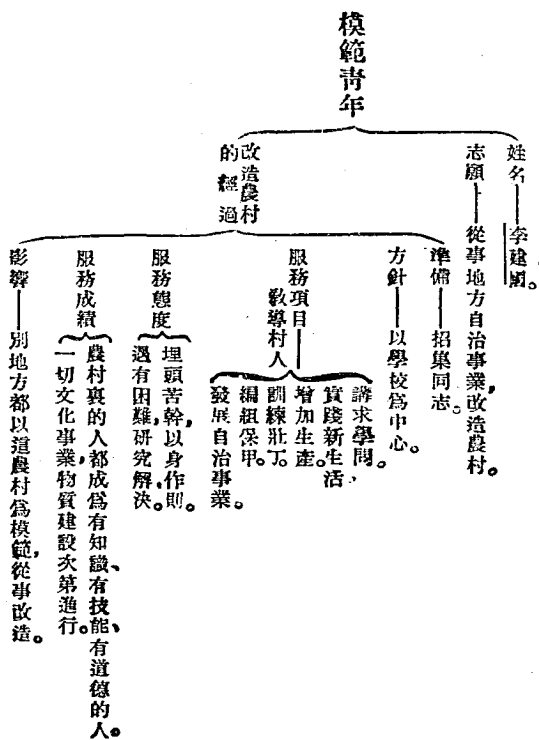 模範青年
姓名——李建國。
志願——從事地方自治事業，改造農村。
改造農村
的經過
準備——招集同志。
方針——以學校爲中心。
服務項目——
教導村人
講求學問，
實踐新生活，
增加生產。
訓練壯丁。
編組保甲。
發展自治事業。
服務態度
埋頭苦幹，以身作則。
遇有困難，研究解決。
服務成績
農村裏的人都成爲有知識、有技能、有道德的人。
一切文化事業，物質建設次第進行。
影響——別地方都以這農村爲模範，從事改造。